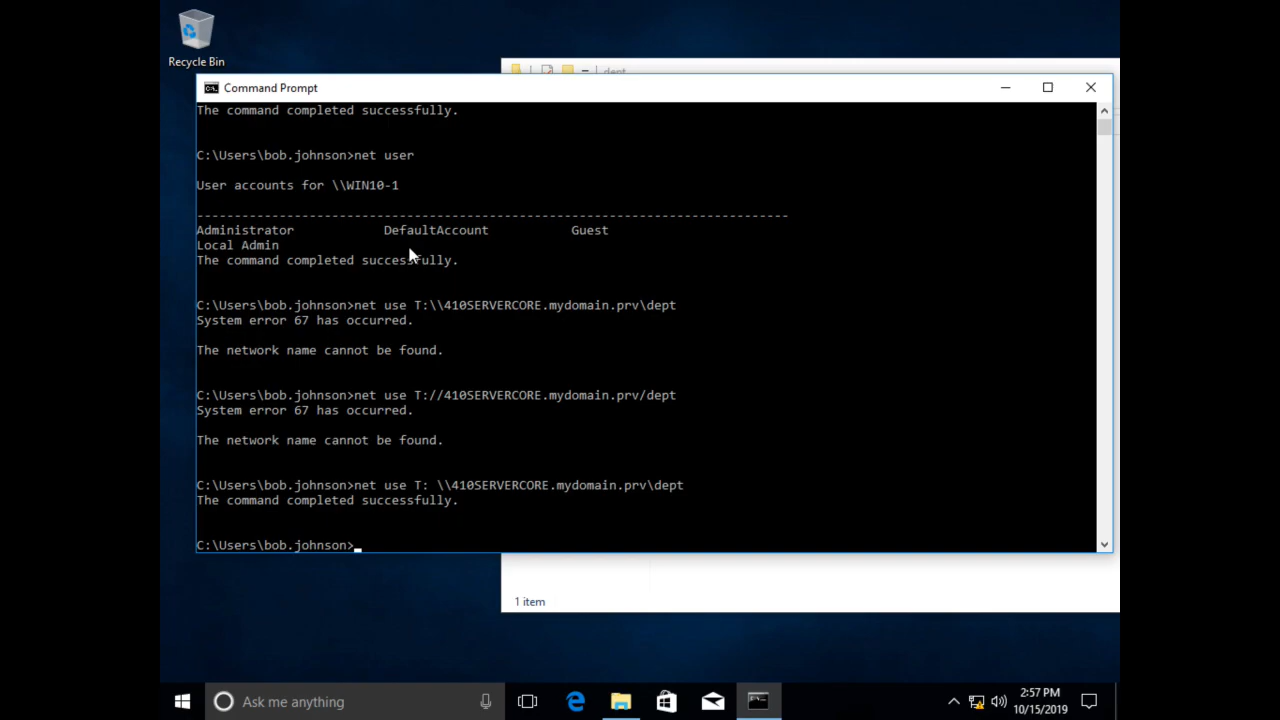 Recycle Bin
dept
Command Prompt
The command completed successfully.
C:\Users\bob.johnson>net user
User accounts for \\WIN10-1
-------------------------------------------------------------------------------
Administrator DefaultAccount Guest
Local Admin
The command completed successfully.
C:\Users\bob.johnson>net use T:\\410SERVERCORE.mydomain.prv\dept
System error 67 has occurred.
The network name cannot be found.
C:\Users\bob.johnson>net use T://410SERVERCORE.mydomain.prv/dept
System error 67 has occurred.
The network name cannot be found.
C:\Users\bob.johnson>net use T: \\410SERVERCORE.mydomain.prv\dept
The command completed successfully.
C:\Users\bob.johnson>
1 item
Ask me anything
2:57 PM
10/15/2019